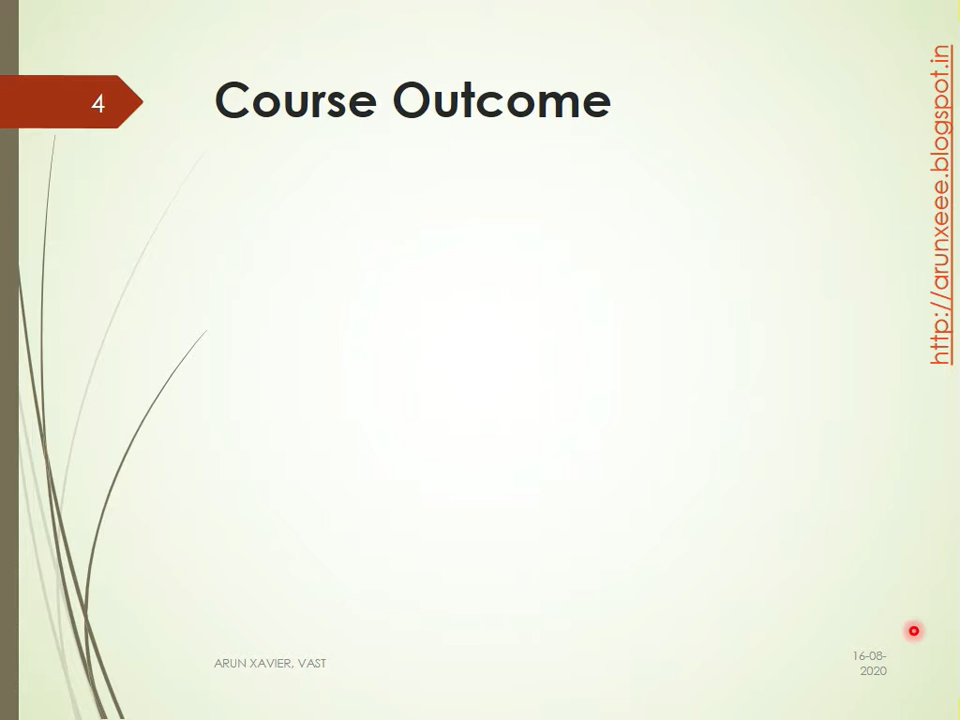 4
Course Outcome
http://arunxeee.blogspot.in
ARUN XAVIER, VAST
16-08-
2020